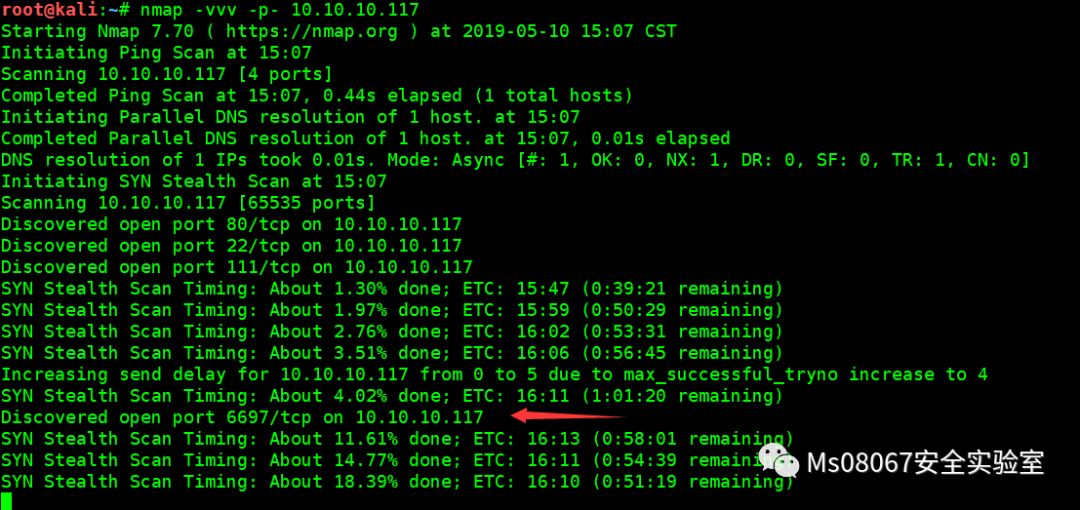 root@kali:~# nmap -vvv -p- 10.10.10.117
Starting Nmap 7.70 ( https://nmap.org ) at 2019-05-10 15:07 CST
Initiating Ping Scan at 15:07
Scanning 10.10.10.117 [4 ports]
Completed Ping Scan at 15:07, 0.44s elapsed (1 total hosts)
Initiating Parallel DNS resolution of 1 host. at 15:07
Completed Parallel DNS resolution of 1 host. at 15:07, 0.01s elapsed
DNS resolution of 1 IPs took 0.01s. Mode: Async [#: 1, OK: 0, NX: 1, DR: 0, SF: 0, TR: 1, CN: 0]
Initiating SYN Stealth Scan at 15:07
Scanning 10.10.10.117 [65535 ports]
Discovered open port 80/tcp on 10.10.10.117
Discovered open port 22/tcp on 10.10.10.117
Discovered open port 111/tcp on 10.10.10.117
SYN Stealth Scan Timing: About 1.30% done; ETC: 15:47 (0:39:21 remaining)
SYN Stealth Scan Timing: About 1.97% done; ETC: 15:59 (0:50:29 remaining)
SYN Stealth Scan Timing: About 2.76% done; ETC: 16:02 (0:53:31 remaining)
SYN Stealth Scan Timing: About 3.51% done; ETC: 16:06 (0:56:45 remaining)
Increasing send delay for 10.10.10.117 from 0 to 5 due to max_successful_tryno increase to 4
SYN Stealth Scan Timing: About 4.02% done; ETC: 16:11 (1:01:20 remaining)
Discovered open port 6697/tcp on 10.10.10.117
SYN Stealth Scan Timing: About 11.61% done; ETC: 16:13 (0:58:01 remaining)
SYN Stealth Scan Timing: About 14.77% done; ETC: 16:11 (0:54:39 remaining)
SYN Stealth Scan Timing: About 18.39% done; ETC: 16:10 (0:51:19 remaining)
Ms08067安全实验室